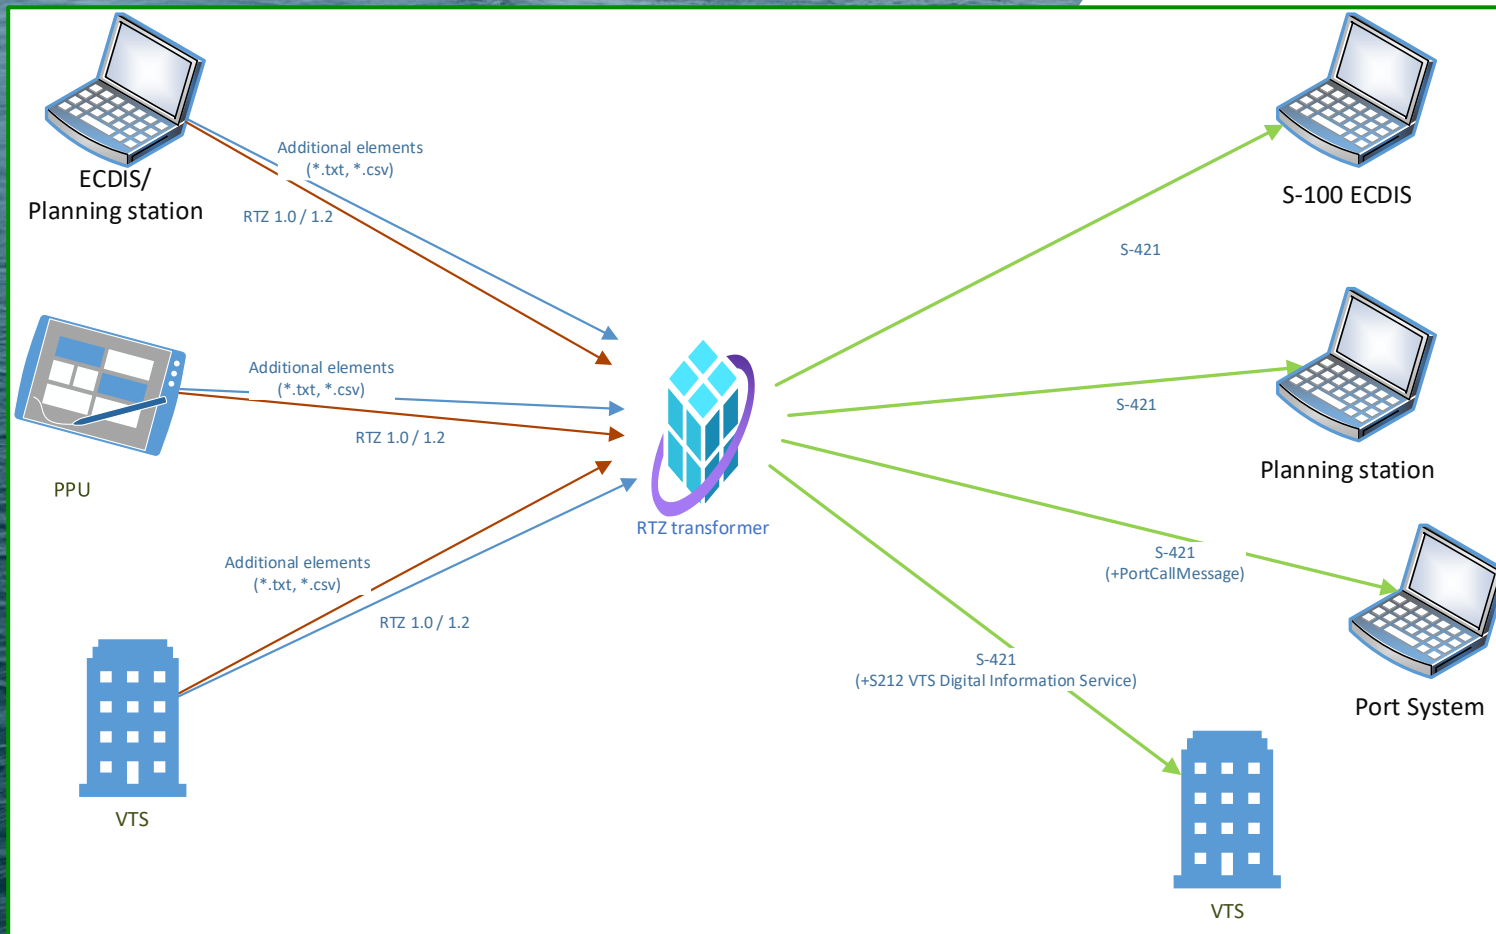 Additional elements
(*.txt, *.csv)
ECDIS/
Planning station
RTZ 1.0 / 1.2
Additional elements
(*.txt, *.csv)
RTZ 1.0 / 1.2
PPU
Additional elements
(*.txt, *.csv)
RTZ 1.0 / 1.2
VTS
RTZ transformer
S-100 ECDIS
S-421
S-421
Planning station
S-421
(+PortCallMessage)
Port System
S-421
(+S212 VTS Digital Information Service)
VTS